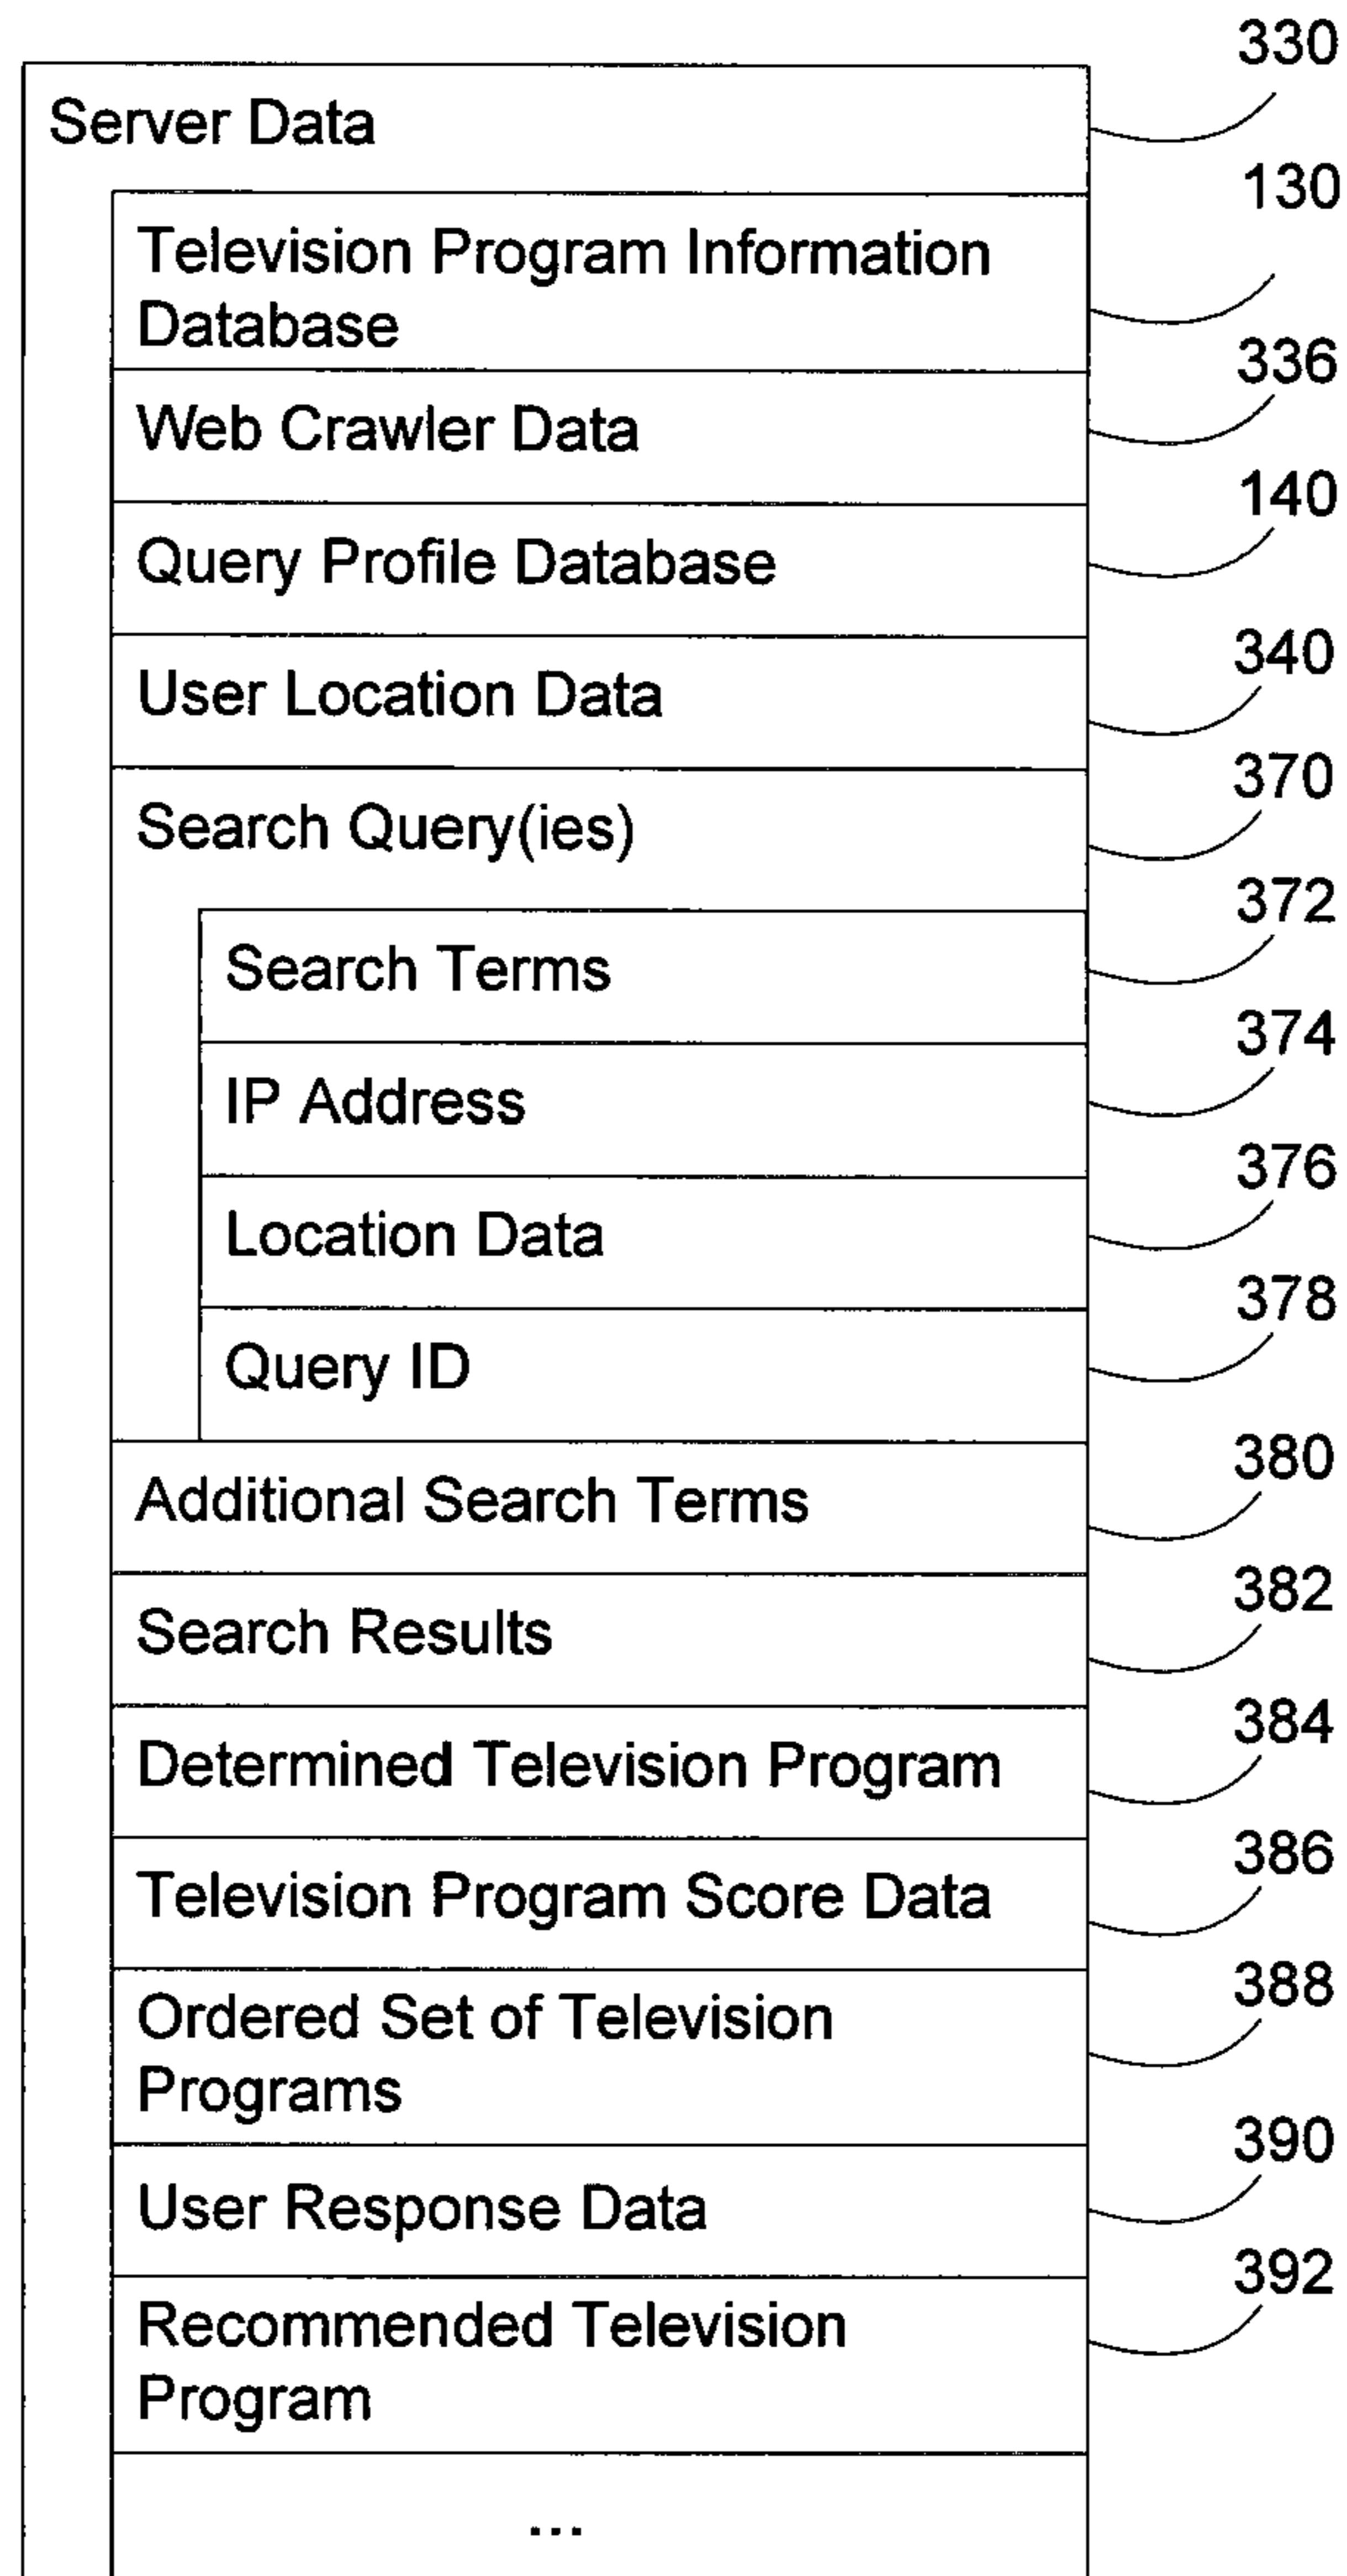 330
Server Data
130
Television Program Information
Database
336
Web Crawler Data
140
Query Profile Database
340
User Location Data
370
Search Query(ies)
372
Search Terms
374
IP Address
376
Location Data
378
Query ID
380
Additional Search Terms
382
Search Results
384
Determined Television Program
386
Television Program Score Data
388
Ordered Set of Television
Programs
390
User Response Data
392
Recommended Television
Program
...